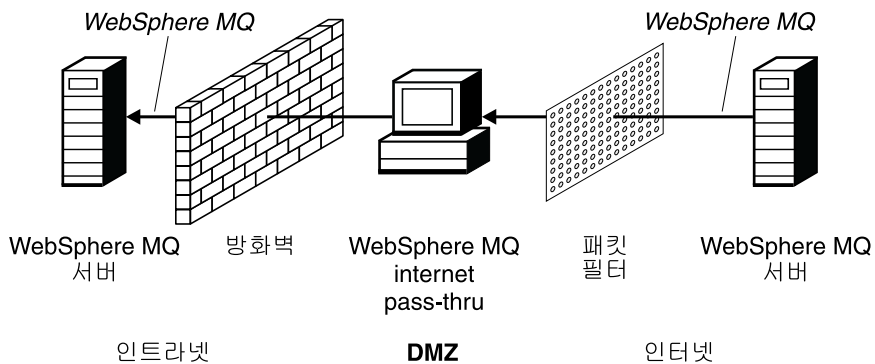 WebSphere MQ
WebSphere MQ
WebSphere MQ
서버
방화벽
WebSphere MQ
internet
pass-thru
패킷
필터
WebSphere MQ
서버
인트라넷
DMZ
인터넷